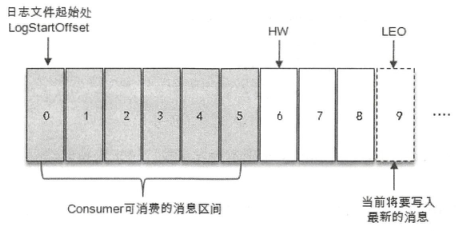 日志文件起始处
LogStartOffset
HW
LEO
0 1 2 3 4 5 6 7 8 9 ····
Consumer可消费的消息区间
当前将要写入
最新的消息